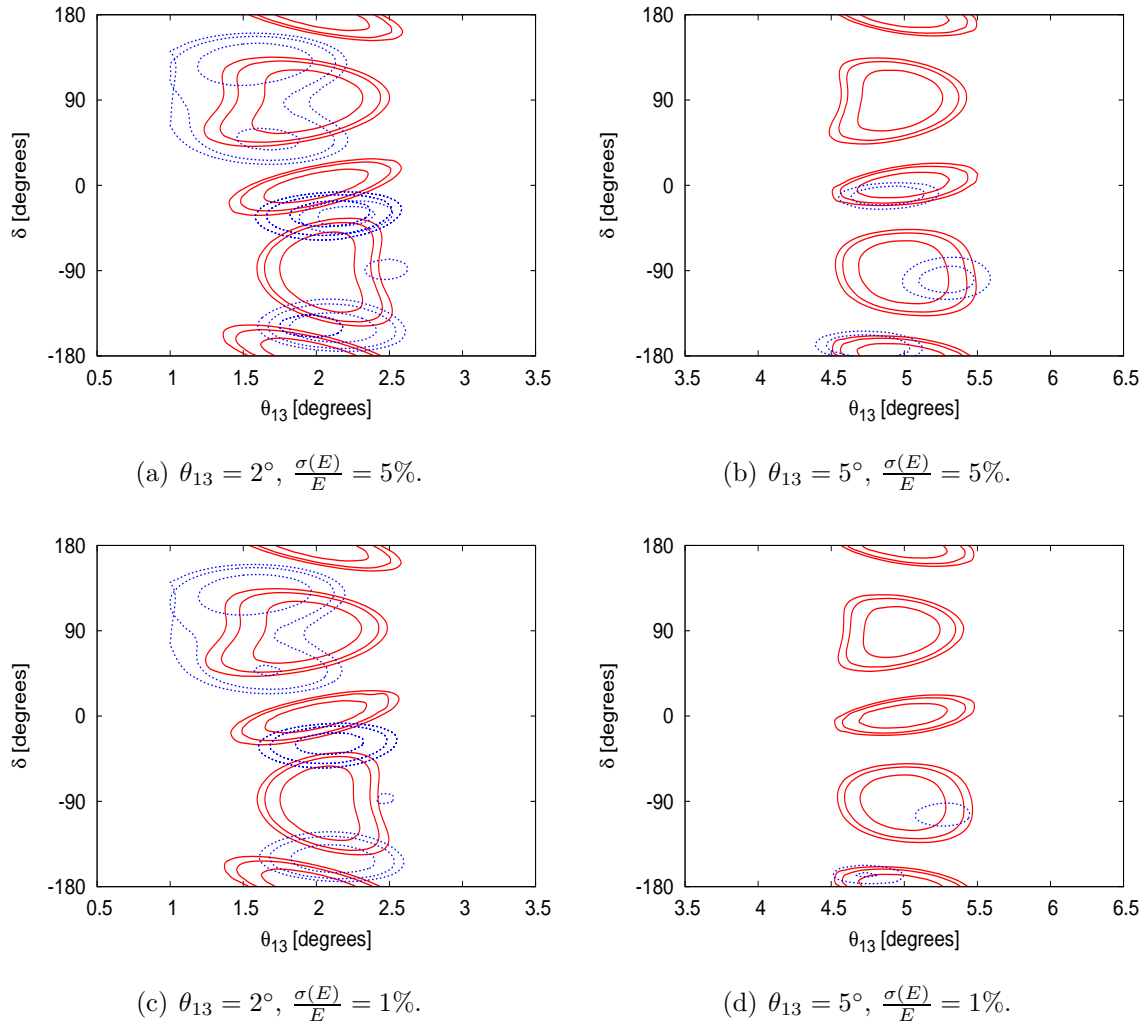 180
90
0
-90
-180
δ [degrees]
0.5 1 1.5 2 2.5 3 3.5
θ13 [degrees]
(a) θ13 = 2°, σ(E)/E = 5%.
180
90
0
-90
-180
δ [degrees]
3.5 4 4.5 5 5.5 6 6.5
θ13 [degrees]
(b) θ13 = 5°, σ(E)/E = 5%.
180
90
0
-90
-180
δ [degrees]
0.5 1 1.5 2 2.5 3 3.5
θ13 [degrees]
(c) θ13 = 2°, σ(E)/E = 1%.
180
90
0
-90
-180
δ [degrees]
3.5 4 4.5 5 5.5 6 6.5
θ13 [degrees]
(d) θ13 = 5°, σ(E)/E = 1%.